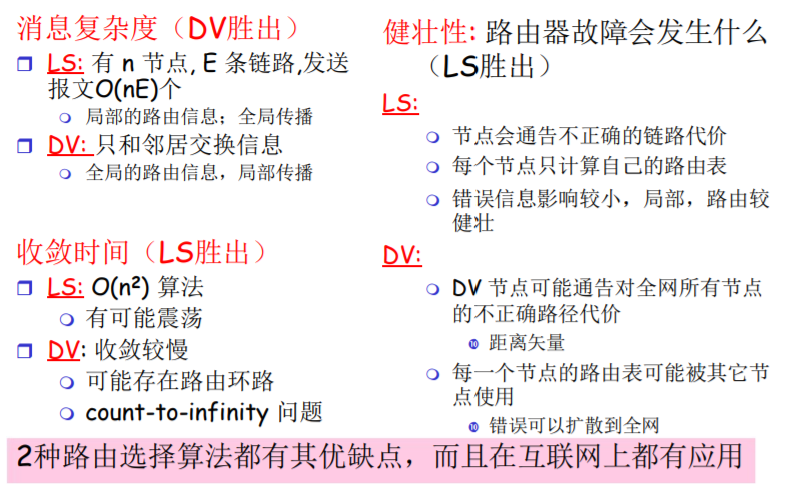 消息复杂度（DV胜出）
LS: 有 n 节点, E 条链路,发送
报文O(nE)个
局部的路由信息；全局传播
DV: 只和邻居交换信息
全局的路由信息，局部传播
收敛时间（LS胜出）
LS: O(n²) 算法
有可能震荡
DV: 收敛较慢
可能存在路由环路
count-to-infinity 问题
健壮性: 路由器故障会发生什么
（LS胜出）
LS:
节点会通告不正确的链路代价
每个节点只计算自己的路由表
错误信息影响较小，局部，路由较
健壮
DV:
DV 节点可能通告对全网所有节点
的不正确路径代价
距离矢量
每一个节点的路由表可能被其它节
点使用
错误可以扩散到全网
2种路由选择算法都有其优缺点，而且在互联网上都有应用